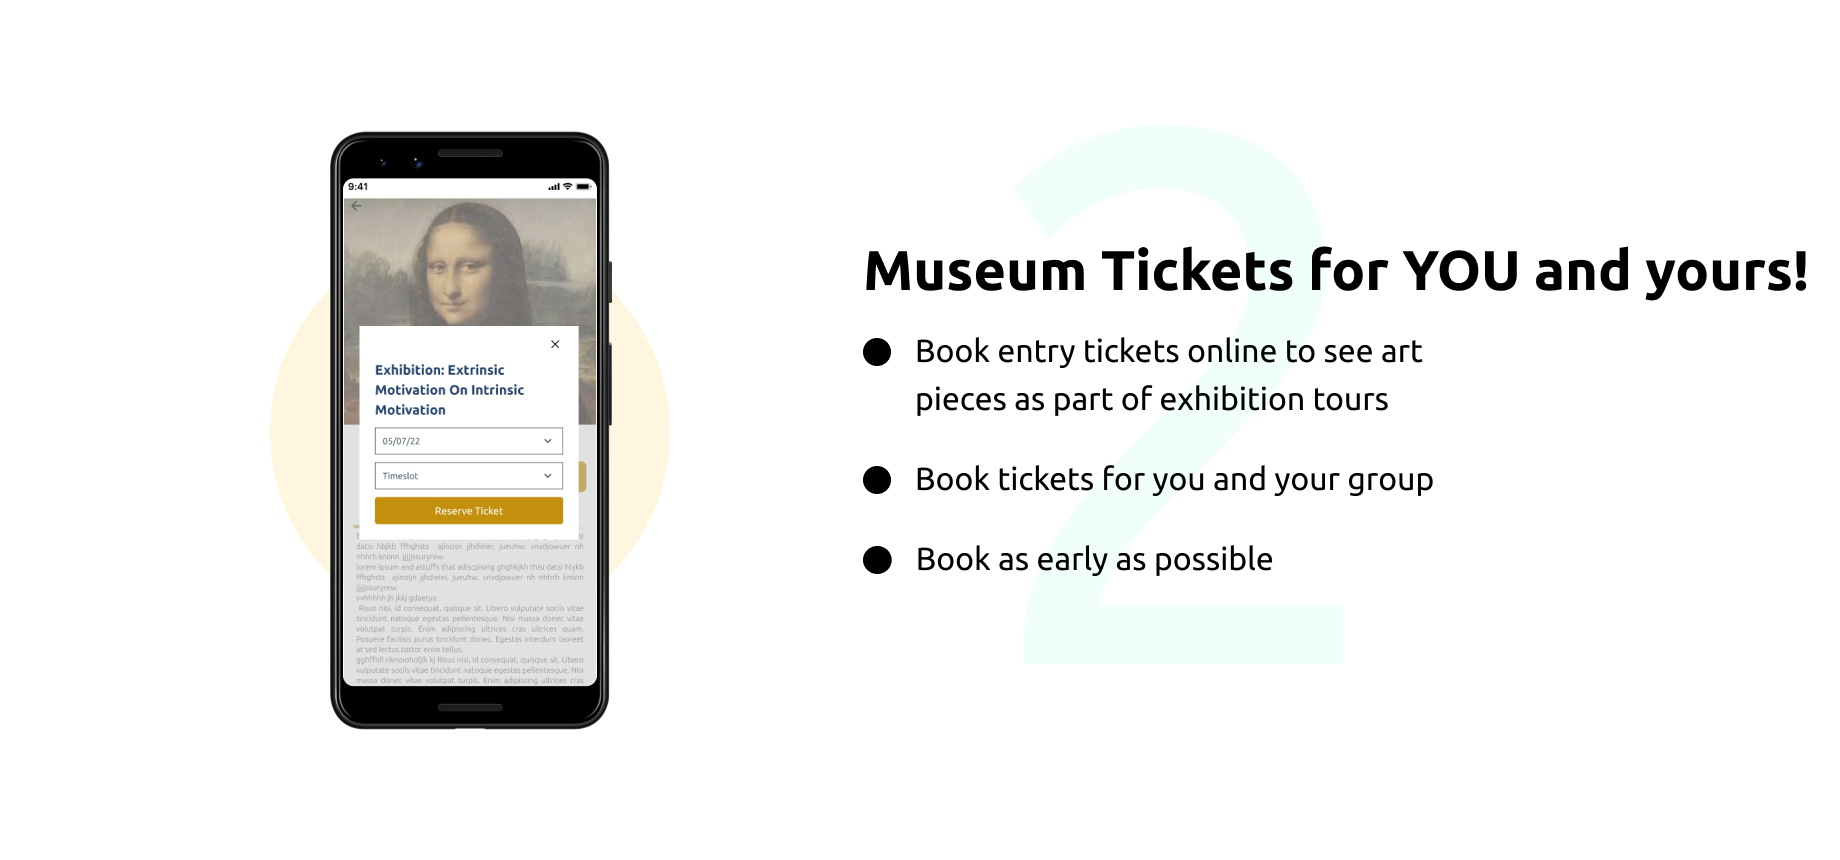 9:41
Exhibition: Extrinsic
Motivation On Intrinsic
Motivation
05/07/22
Timeslot
Reserve Ticket
datsi hbjkb ffhghsts ajinoijn jjhdieiei, jueuhw. vnvdjowuer nh
nhhrh kniinn jjjjssuryrew.
lorem ipsum and astuffs that adiscpising ghghkjkh thisi datsi hbjkb
ffhghsts ajinoijn jjhdieiei, jueuhw. vnvdjowuer nh nhhrh kniinn
jjjjssuryrew.
vvhhhhh jh jkkj gdaetyu
Risus nisi, id consequat, quisque sit. Libero vulputate sociis vitae
tincidunt natoque egestas pellentesque. Nisi massa donec vitae
volutpat turpis. Enim adipiscing ultrices cras ultrices quam.
Posuere facilisis purus tincidunt donec. Egestas interdum laoreet
at sed lectus tortor enim tellus.
gghffidl nknoioholjlk kj Risus nisi, id consequat, quisque sit. Libero
vulputate sociis vitae tincidunt natoque egestas pellentesque. Nisi
massa donec vitae volutpat turpis. Enim adipiscing ultrices cras
2
Museum Tickets for YOU and yours!
Book entry tickets online to see art
pieces as part of exhibition tours
Book tickets for you and your group
Book as early as possible